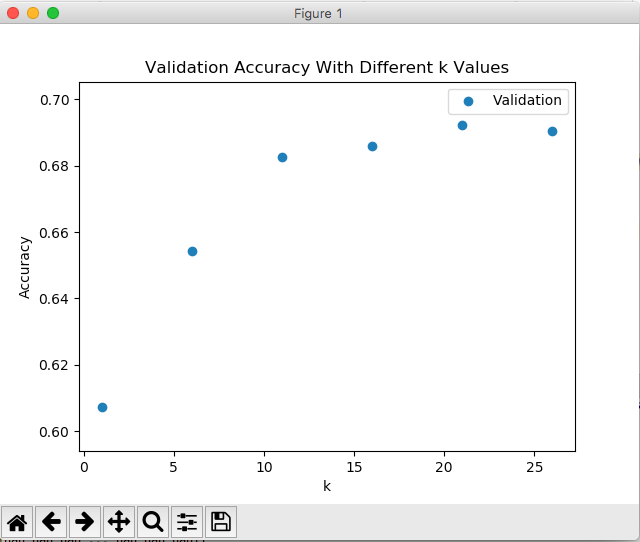 Figure 1
Validation Accuracy With Different k Values
Validation
0.70
0.68
0.66
0.64
0.62
0.60
Accuracy
0 5 10 15 20 25
k